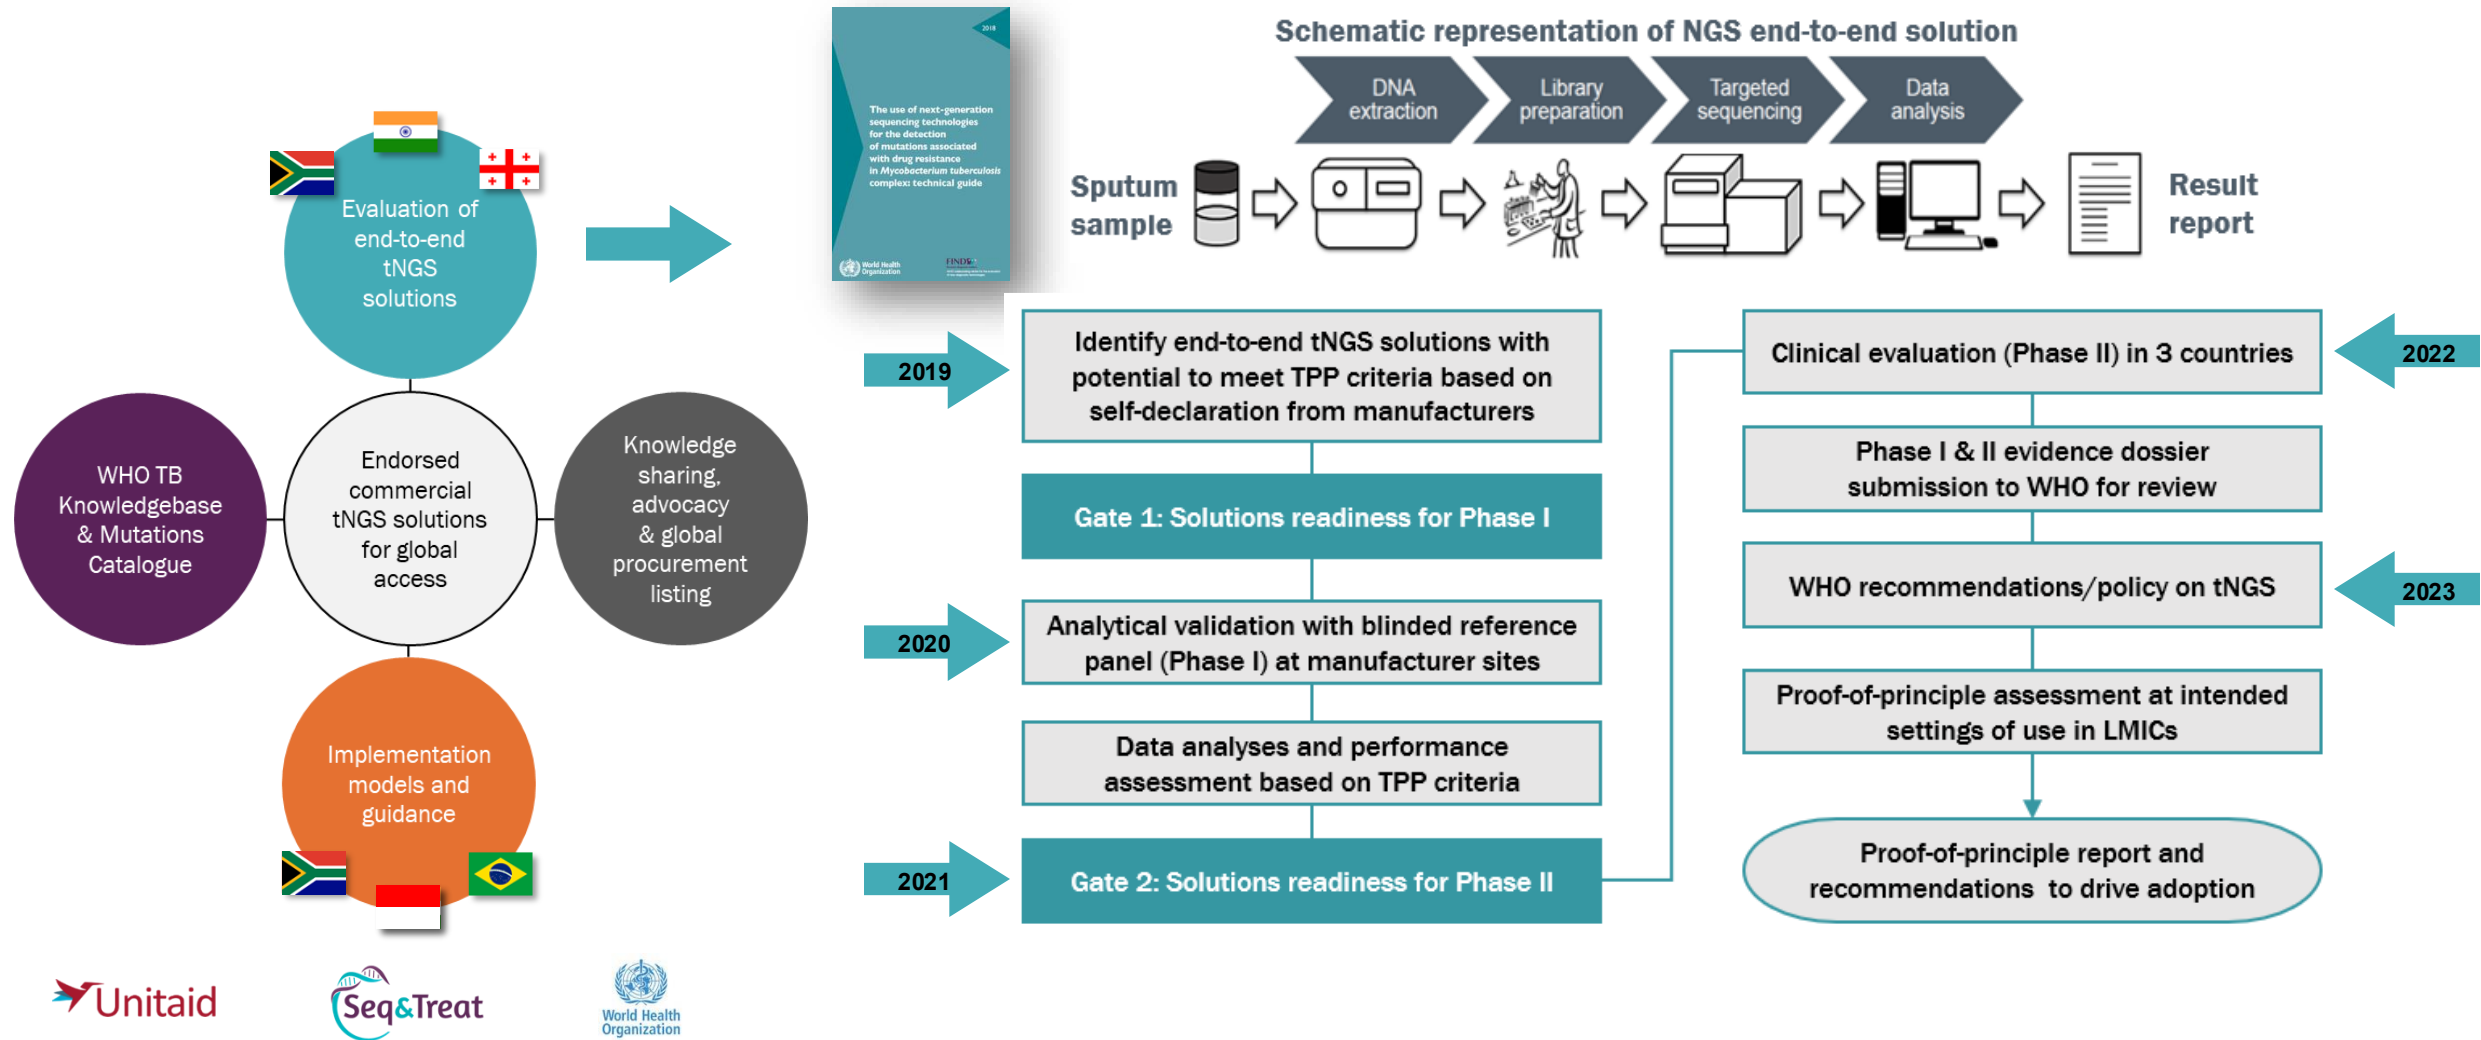 Evaluation of
end-to-end
tNGS
solutions
WHO TB
Knowledgebase
& Mutations
Catalogue
Endorsed
commercial
tNGS solutions
for global
access
Knowledge
sharing,
advocacy
& global
procurement
listing
Implementation
models and
guidance
Unitaid
Seq&Treat
World Health
Organization
2018
The use of next-generation
sequencing technologies
for the detection
of mutations associated
with drug resistance
in Mycobacterium tuberculosis
complex: technical guide
World Health
Organization
FIND
Schematic representation of NGS end-to-end solution
DNA
extraction
Library
preparation
Targeted
sequencing
Data
analysis
Sputum
sample
Result
report
2019
Identify end-to-end tNGS solutions with
potential to meet TPP criteria based on
self-declaration from manufacturers
Gate 1: Solutions readiness for Phase I
2020
Analytical validation with blinded reference
panel (Phase I) at manufacturer sites
Data analyses and performance
assessment based on TPP criteria
2021
Gate 2: Solutions readiness for Phase II
Clinical evaluation (Phase II) in 3 countries
2022
Phase I & II evidence dossier
submission to WHO for review
WHO recommendations/policy on tNGS
2023
Proof-of-principle assessment at intended
settings of use in LMICs
Proof-of-principle report and
recommendations to drive adoption